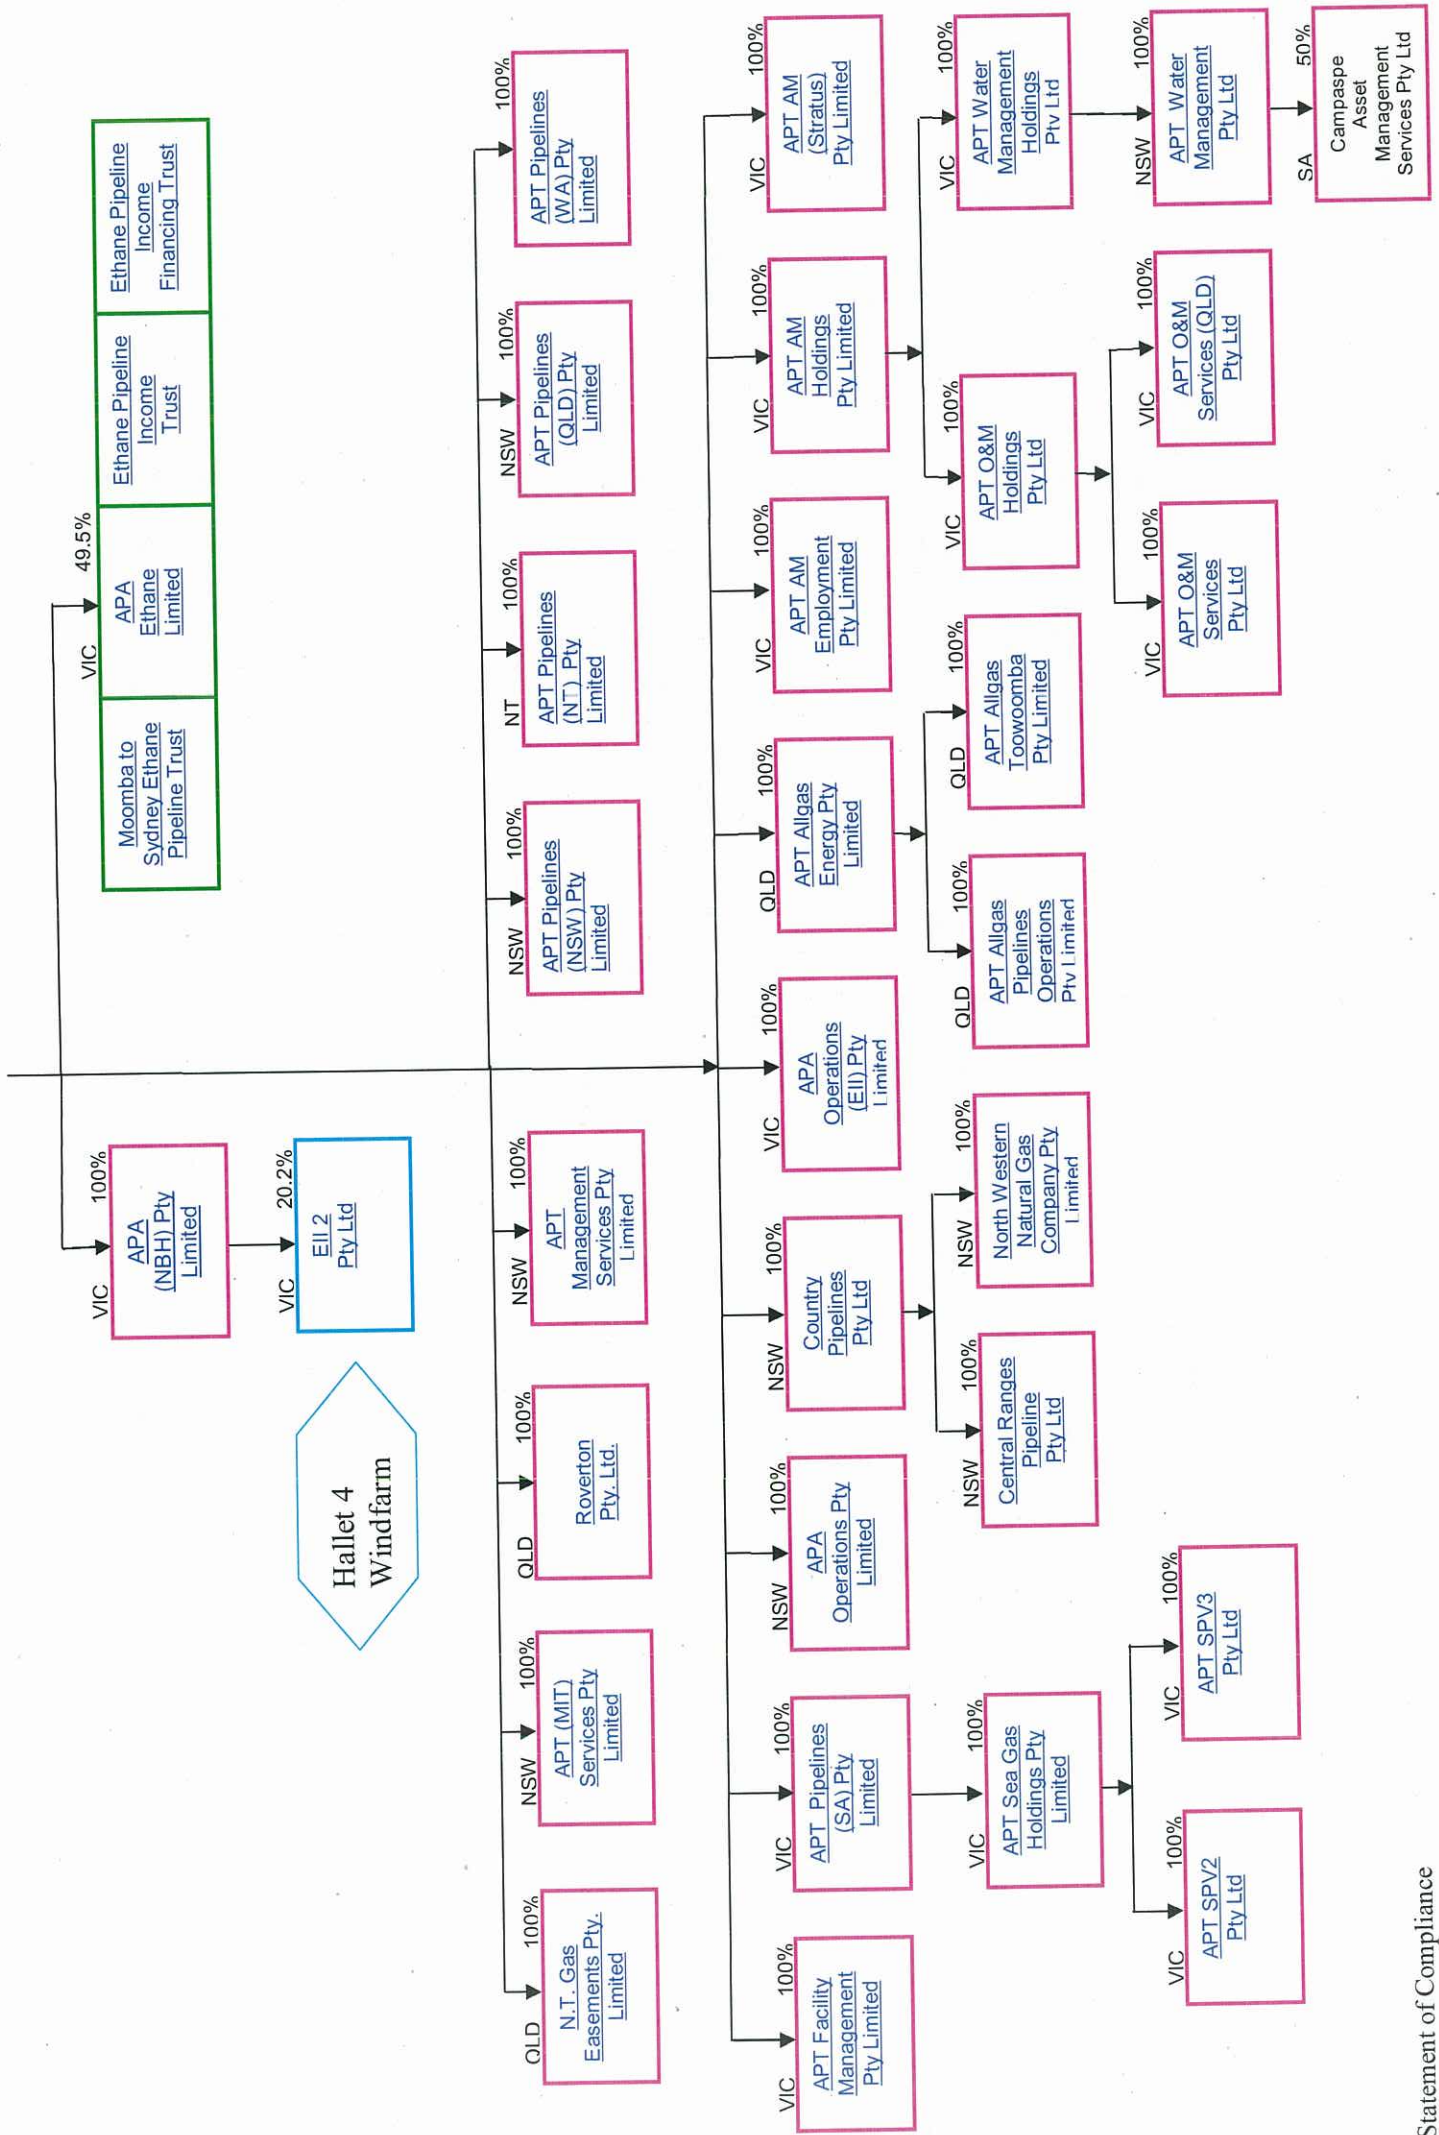 VIC 100%
APA
(NBH) Pty
Limited
VIC 20.2%
EII 2
Pty Ltd
Hallet 4
Windfarm
VIC 49.5%
Moomba to
Sydney Ethane
Pipeline Trust
APA
Ethane
Limited
Ethane Pipeline
Income
Trust
Ethane Pipeline
Income
Financing Trust
QLD 100%
N.T. Gas
Easements Pty.
Limited
NSW 100%
APT (MIT)
Services Pty
Limited
QLD 100%
Roverton
Pty. Ltd.
NSW 100%
APT
Management
Services Pty
Limited
NSW 100%
APT Pipelines
(NSW) Pty
Limited
NT 100%
APT Pipelines
(NT) Pty
Limited
NSW 100%
APT Pipelines
(QLD) Pty
Limited
100%
APT Pipelines
(WA) Pty
Limited
VIC 100%
APT Facility
Management
Pty Limited
VIC 100%
APT Pipelines
(SA) Pty
Limited
NSW 100%
APA
Operations Pty
Limited
NSW 100%
Country
Pipelines
Pty Ltd
VIC 100%
APA
Operations
(EII) Pty
Limited
QLD 100%
APT Allgas
Energy Pty
Limited
VIC 100%
APT AM
Employment
Pty Limited
VIC 100%
APT AM
Holdings
Pty Limited
VIC 100%
APT AM
(Stratus)
Pty Limited
VIC 100%
APT Sea Gas
Holdings Pty
Limited
NSW 100%
Central Ranges
Pipeline
Pty Ltd
NSW 100%
North Western
Natural Gas
Company Pty
Limited
QLD 100%
APT Allgas
Pipelines
Operations
Pty Limited
QLD 100%
APT Allgas
Toowoomba
Pty Limited
VIC 100%
APT O&M
Holdings
Pty Ltd
VIC 100%
APT Water
Management
Holdings
Pty Ltd
VIC 100%
APT SPV2
Pty Ltd
VIC 100%
APT SPV3
Pty Ltd
VIC 100%
APT O&M
Services
Pty Ltd
VIC 100%
APT O&M
Services (QLD)
Pty Ltd
NSW 100%
APT Water
Management
Pty Ltd
SA 50%
Campaspe
Asset
Management
Services Pty Ltd
Statement of Compliance